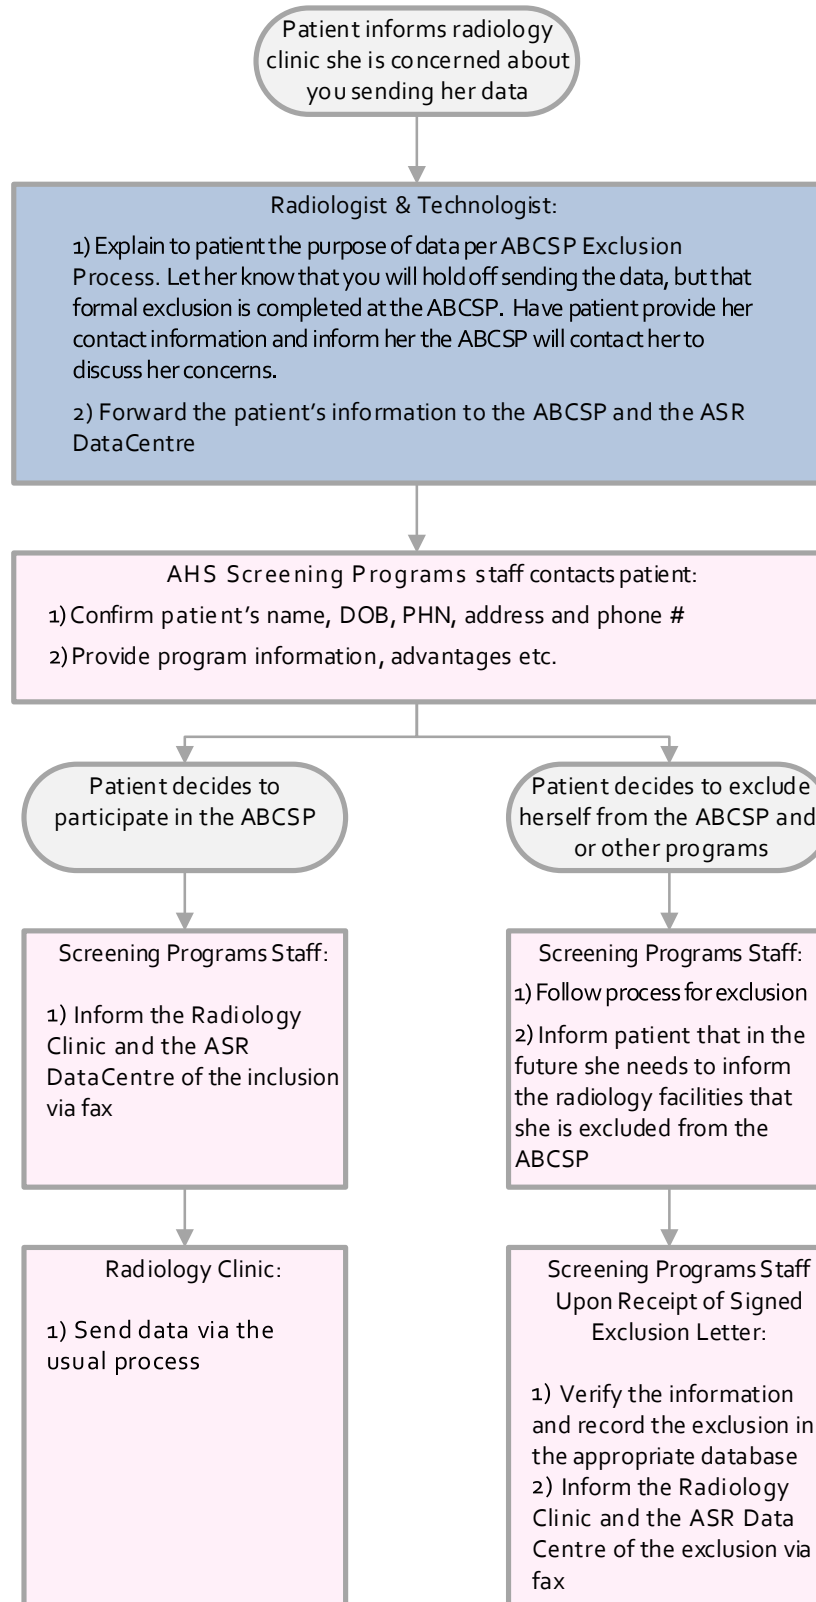 Patient informs radiology
clinic she is concerned about
you sending her data
Radiologist & Technologist:
1) Explain to patient the purpose of data per ABCSP Exclusion
Process. Let her know that you will hold off sending the data, but that
formal exclusion is completed at the ABCSP. Have patient provide her
contact information and inform her the ABCSP will contact her to
discuss her concerns.
2) Forward the patient's information to the ABCSP and the ASR
DataCentre
AHS Screening Programs staff contacts patient:
1) Confirm patient's name, DOB, PHN, address and phone #
2) Provide program information, advantages etc.
Patient decides to
participate in the ABCSP
Patient decides to exclude
herself from the ABCSP and
or other programs
Screening Programs Staff:
1) Inform the Radiology
Clinic and the ASR
DataCentre of the inclusion
via fax
Screening Programs Staff:
1) Follow process for exclusion
2) Inform patient that in the
future she needs to inform
the radiology facilities that
she is excluded from the
ABCSP
Radiology Clinic:
1) Send data via the
usual process
Screening Programs Staff
Upon Receipt of Signed
Exclusion Letter:
1) Verify the information
and record the exclusion in
the appropriate database
2) Inform the Radiology
Clinic and the ASR Data
Centre of the exclusion via
fax